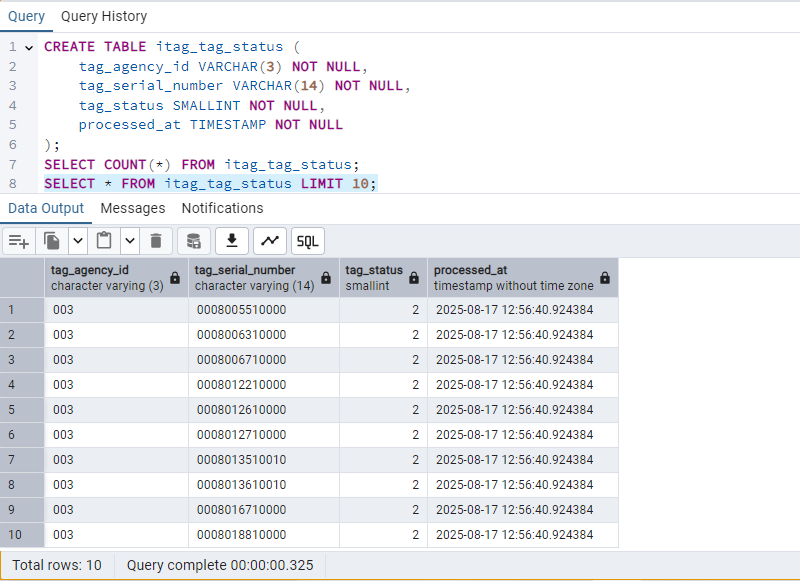 Query Query History
1 CREATE TABLE itag_tag_status (
2 tag_agency_id VARCHAR(3) NOT NULL,
3 tag_serial_number VARCHAR(14) NOT NULL,
4 tag_status SMALLINT NOT NULL,
5 processed_at TIMESTAMP NOT NULL
6 );
7 SELECT COUNT(*) FROM itag_tag_status;
8 SELECT * FROM itag_tag_status LIMIT 10;
Data Output Messages Notifications
SQL
tag_agency_id tag_serial_number tag_status processed_at
character varying (3) character varying (14) smallint timestamp without time zone
1 003 0008005510000 2 2025-08-17 12:56:40.924384
2 003 0008006310000 2 2025-08-17 12:56:40.924384
3 003 0008006710000 2 2025-08-17 12:56:40.924384
4 003 0008012210000 2 2025-08-17 12:56:40.924384
5 003 0008012610000 2 2025-08-17 12:56:40.924384
6 003 0008012710000 2 2025-08-17 12:56:40.924384
7 003 0008013510010 2 2025-08-17 12:56:40.924384
8 003 0008013610010 2 2025-08-17 12:56:40.924384
9 003 0008016710000 2 2025-08-17 12:56:40.924384
10 003 0008018810000 2 2025-08-17 12:56:40.924384
Total rows: 10 Query complete 00:00:00.325